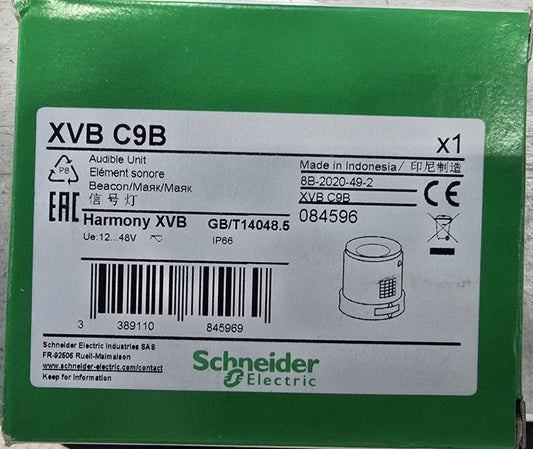 XVB C9B
x1
PB
Audible Unit
Elément sonore
Beacon/Маяк/Маяк
信号灯
Made in Indonesia/ 印尼制造
8B-2020-49-2
XVB C9B
084596
CE
EAC
Harmony XVB GB/T14048.5
Ue:12...48V IP66
3 389110 845969
Schneider Electric Industries SAS
FR-92506 Rueil-Malmaison
www.schneider-electric.com/contact
Keep for information
Schneider
Electric